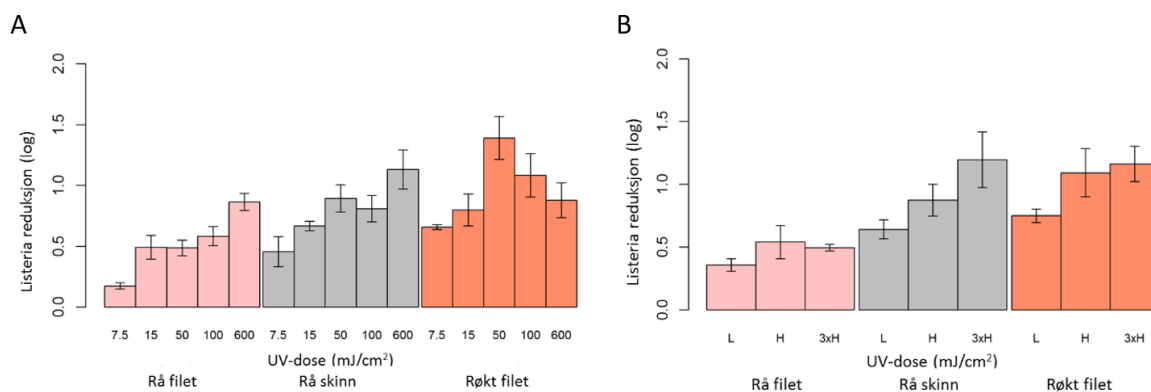 A
Listeria reduksjon (log)
2.0
1.5
1.0
0.5
0.0
7.5 15 50 100 600 7.5 15 50 100 600 7.5 15 50 100 600
UV-dose (mJ/cm²)
Rå filet Rå skinn Røkt filet
B
Listeria reduksjon (log)
2.0
1.5
1.0
0.5
0.0
L H 3xH L H 3xH L H 3xH
UV-dose (mJ/cm²)
Rå filet Rå skinn Røkt filet